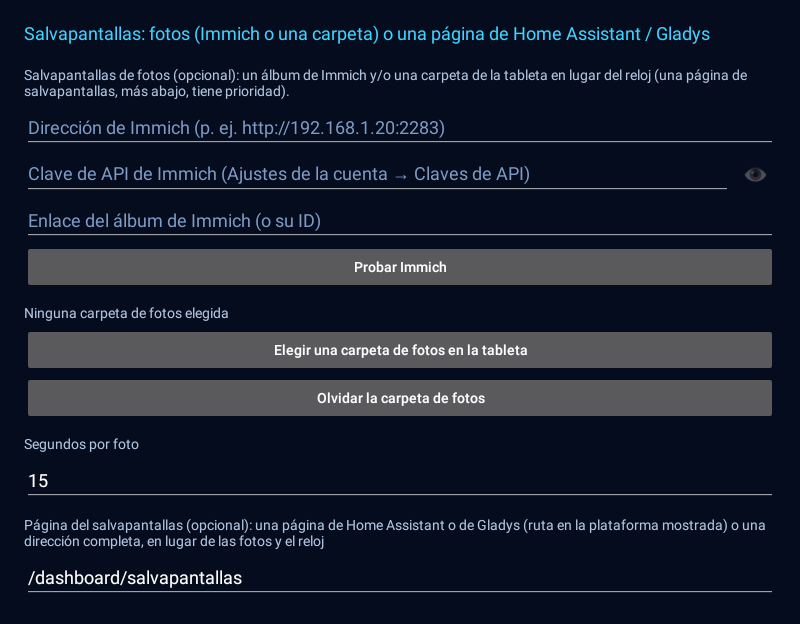 Salvapantallas: fotos (Immich o una carpeta) o una página de Home Assistant / Gladys
Salvapantallas de fotos (opcional): un álbum de Immich y/o una carpeta de la tableta en lugar del reloj (una página de
salvapantallas, más abajo, tiene prioridad).
Dirección de Immich (p. ej. http://192.168.1.20:2283)
Clave de API de Immich (Ajustes de la cuenta → Claves de API)
Enlace del álbum de Immich (o su ID)
Probar Immich
Ninguna carpeta de fotos elegida
Elegir una carpeta de fotos en la tableta
Olvidar la carpeta de fotos
Segundos por foto
15
Página del salvapantallas (opcional): una página de Home Assistant o de Gladys (ruta en la plataforma mostrada) o una
dirección completa, en lugar de las fotos y el reloj
/dashboard/salvapantallas